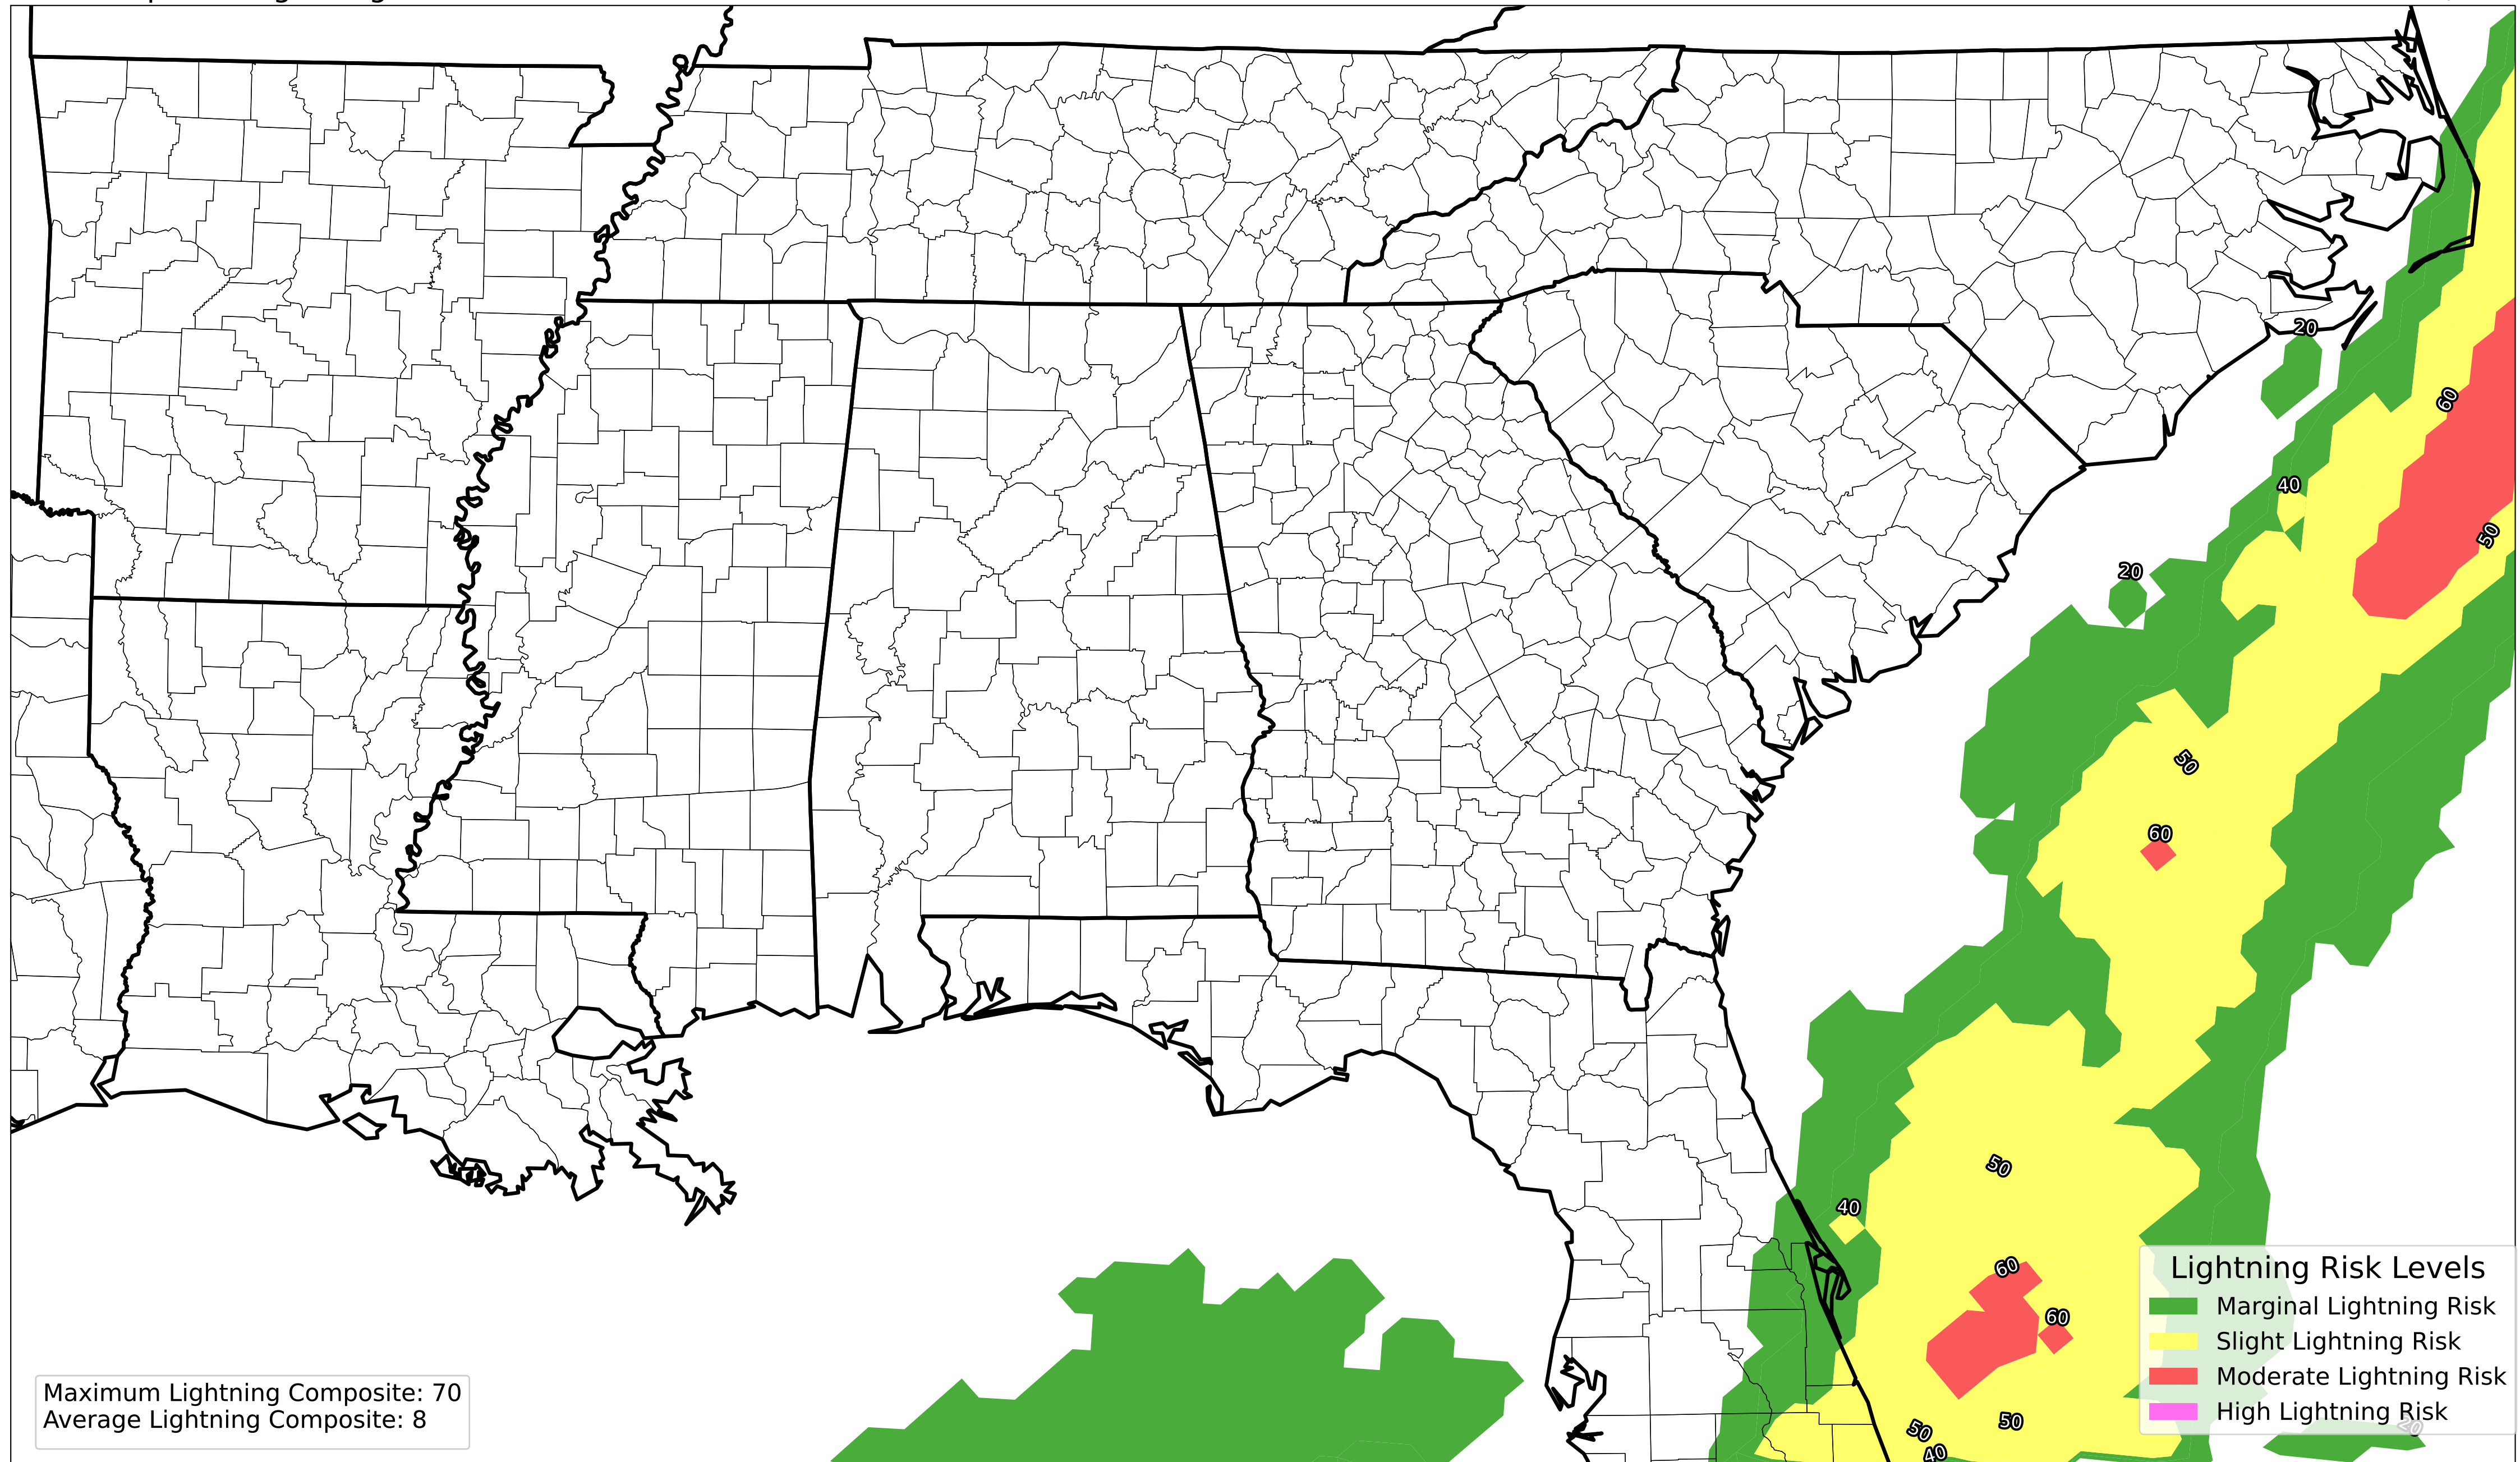 20
60
40
50
20
50
60
50
40
60
60
Lightning Risk Levels
Marginal Lightning Risk
Slight Lightning Risk
Moderate Lightning Risk
High Lightning Risk
Maximum Lightning Composite: 70
Average Lightning Composite: 8
50
50
40
20